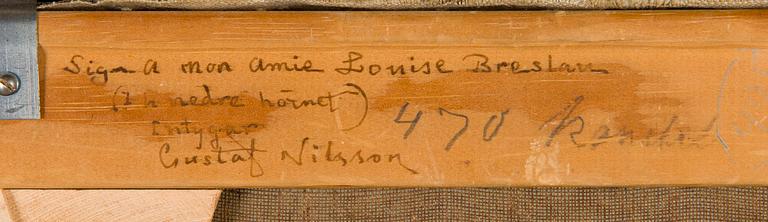 Sign A mon amie Louise Breslau
(I h nedre hörnet)
Intygar
Gustaf Nilsson
470